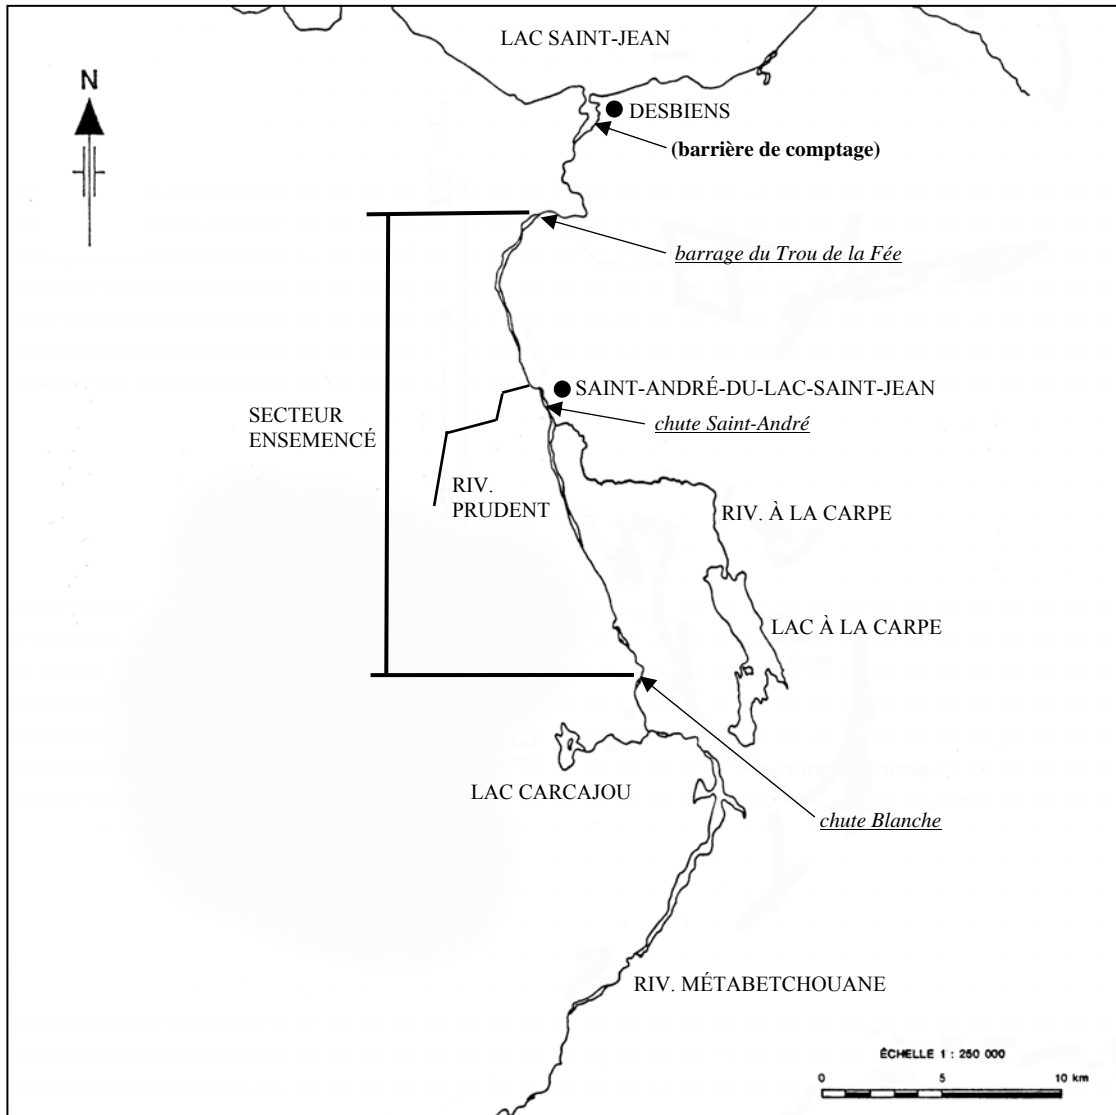 LAC SAINT-JEAN
N
DESBIENS
(barrière de comptage)
barrage du Trou de la Fée
SAINT-ANDRÉ-DU-LAC-SAINT-JEAN
chute Saint-André
SECTEUR
ENSEMENCÉ
RIV.
PRUDENT
RIV. À LA CARPE
LAC À LA CARPE
LAC CARCAJOU
chute Blanche
RIV. MÉTABETCHOUANE
ÉCHELLE 1 : 250 000
0 5 10 km